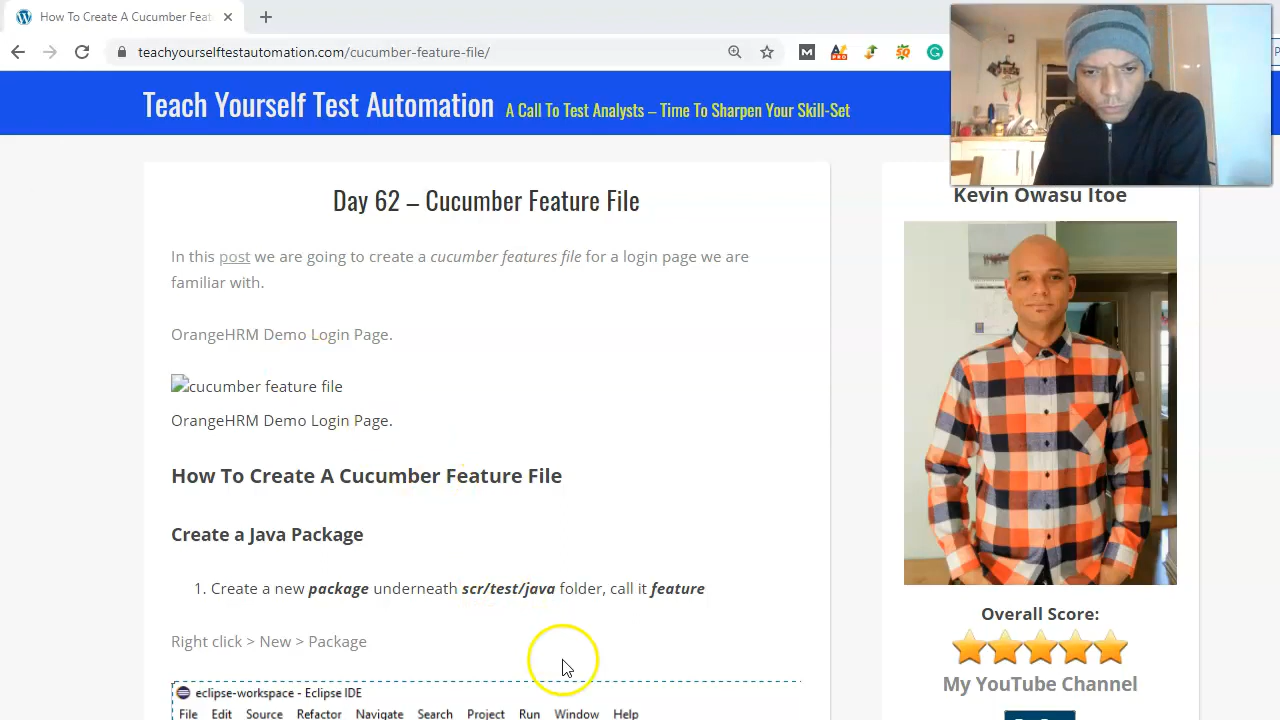 How To Create A Cucumber Feat
teachyourselftestautomation.com/cucumber-feature-file/
Teach Yourself Test Automation A Call To Test Analysts – Time To Sharpen Your Skill-Set
Day 62 – Cucumber Feature File
In this post we are going to create a cucumber features file for a login page we are
familiar with.
OrangeHRM Demo Login Page.
cucumber feature file
OrangeHRM Demo Login Page.
How To Create A Cucumber Feature File
Create a Java Package
1. Create a new package underneath scr/test/java folder, call it feature
Right click > New > Package
eclipse-workspace - Eclipse IDE
File Edit Source Refactor Navigate Search Project Run Window Help
Kevin Owasu Itoe
Overall Score:
My YouTube Channel